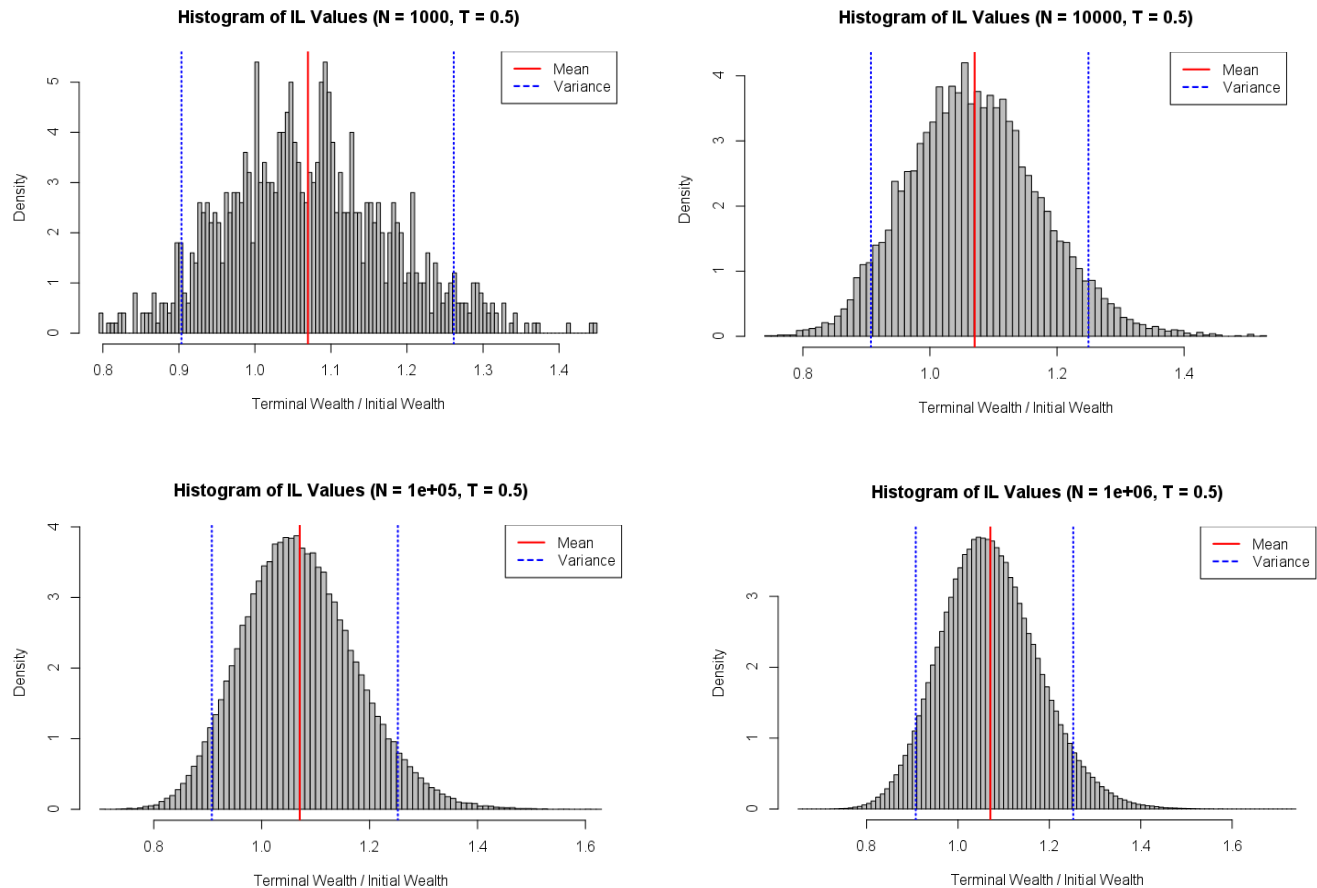 Histogram of IL Values (N = 1000, T = 0.5)
Mean
Variance
Density
0
1
2
3
4
5
0.8 0.9 1.0 1.1 1.2 1.3 1.4
Terminal Wealth / Initial Wealth
Histogram of IL Values (N = 10000, T = 0.5)
Mean
Variance
Density
0
1
2
3
4
0.8 1.0 1.2 1.4
Terminal Wealth / Initial Wealth
Histogram of IL Values (N = 1e+05, T = 0.5)
Mean
Variance
Density
0
1
2
3
4
0.8 1.0 1.2 1.4 1.6
Terminal Wealth / Initial Wealth
Histogram of IL Values (N = 1e+06, T = 0.5)
Mean
Variance
Density
0
1
2
3
0.8 1.0 1.2 1.4 1.6
Terminal Wealth / Initial Wealth